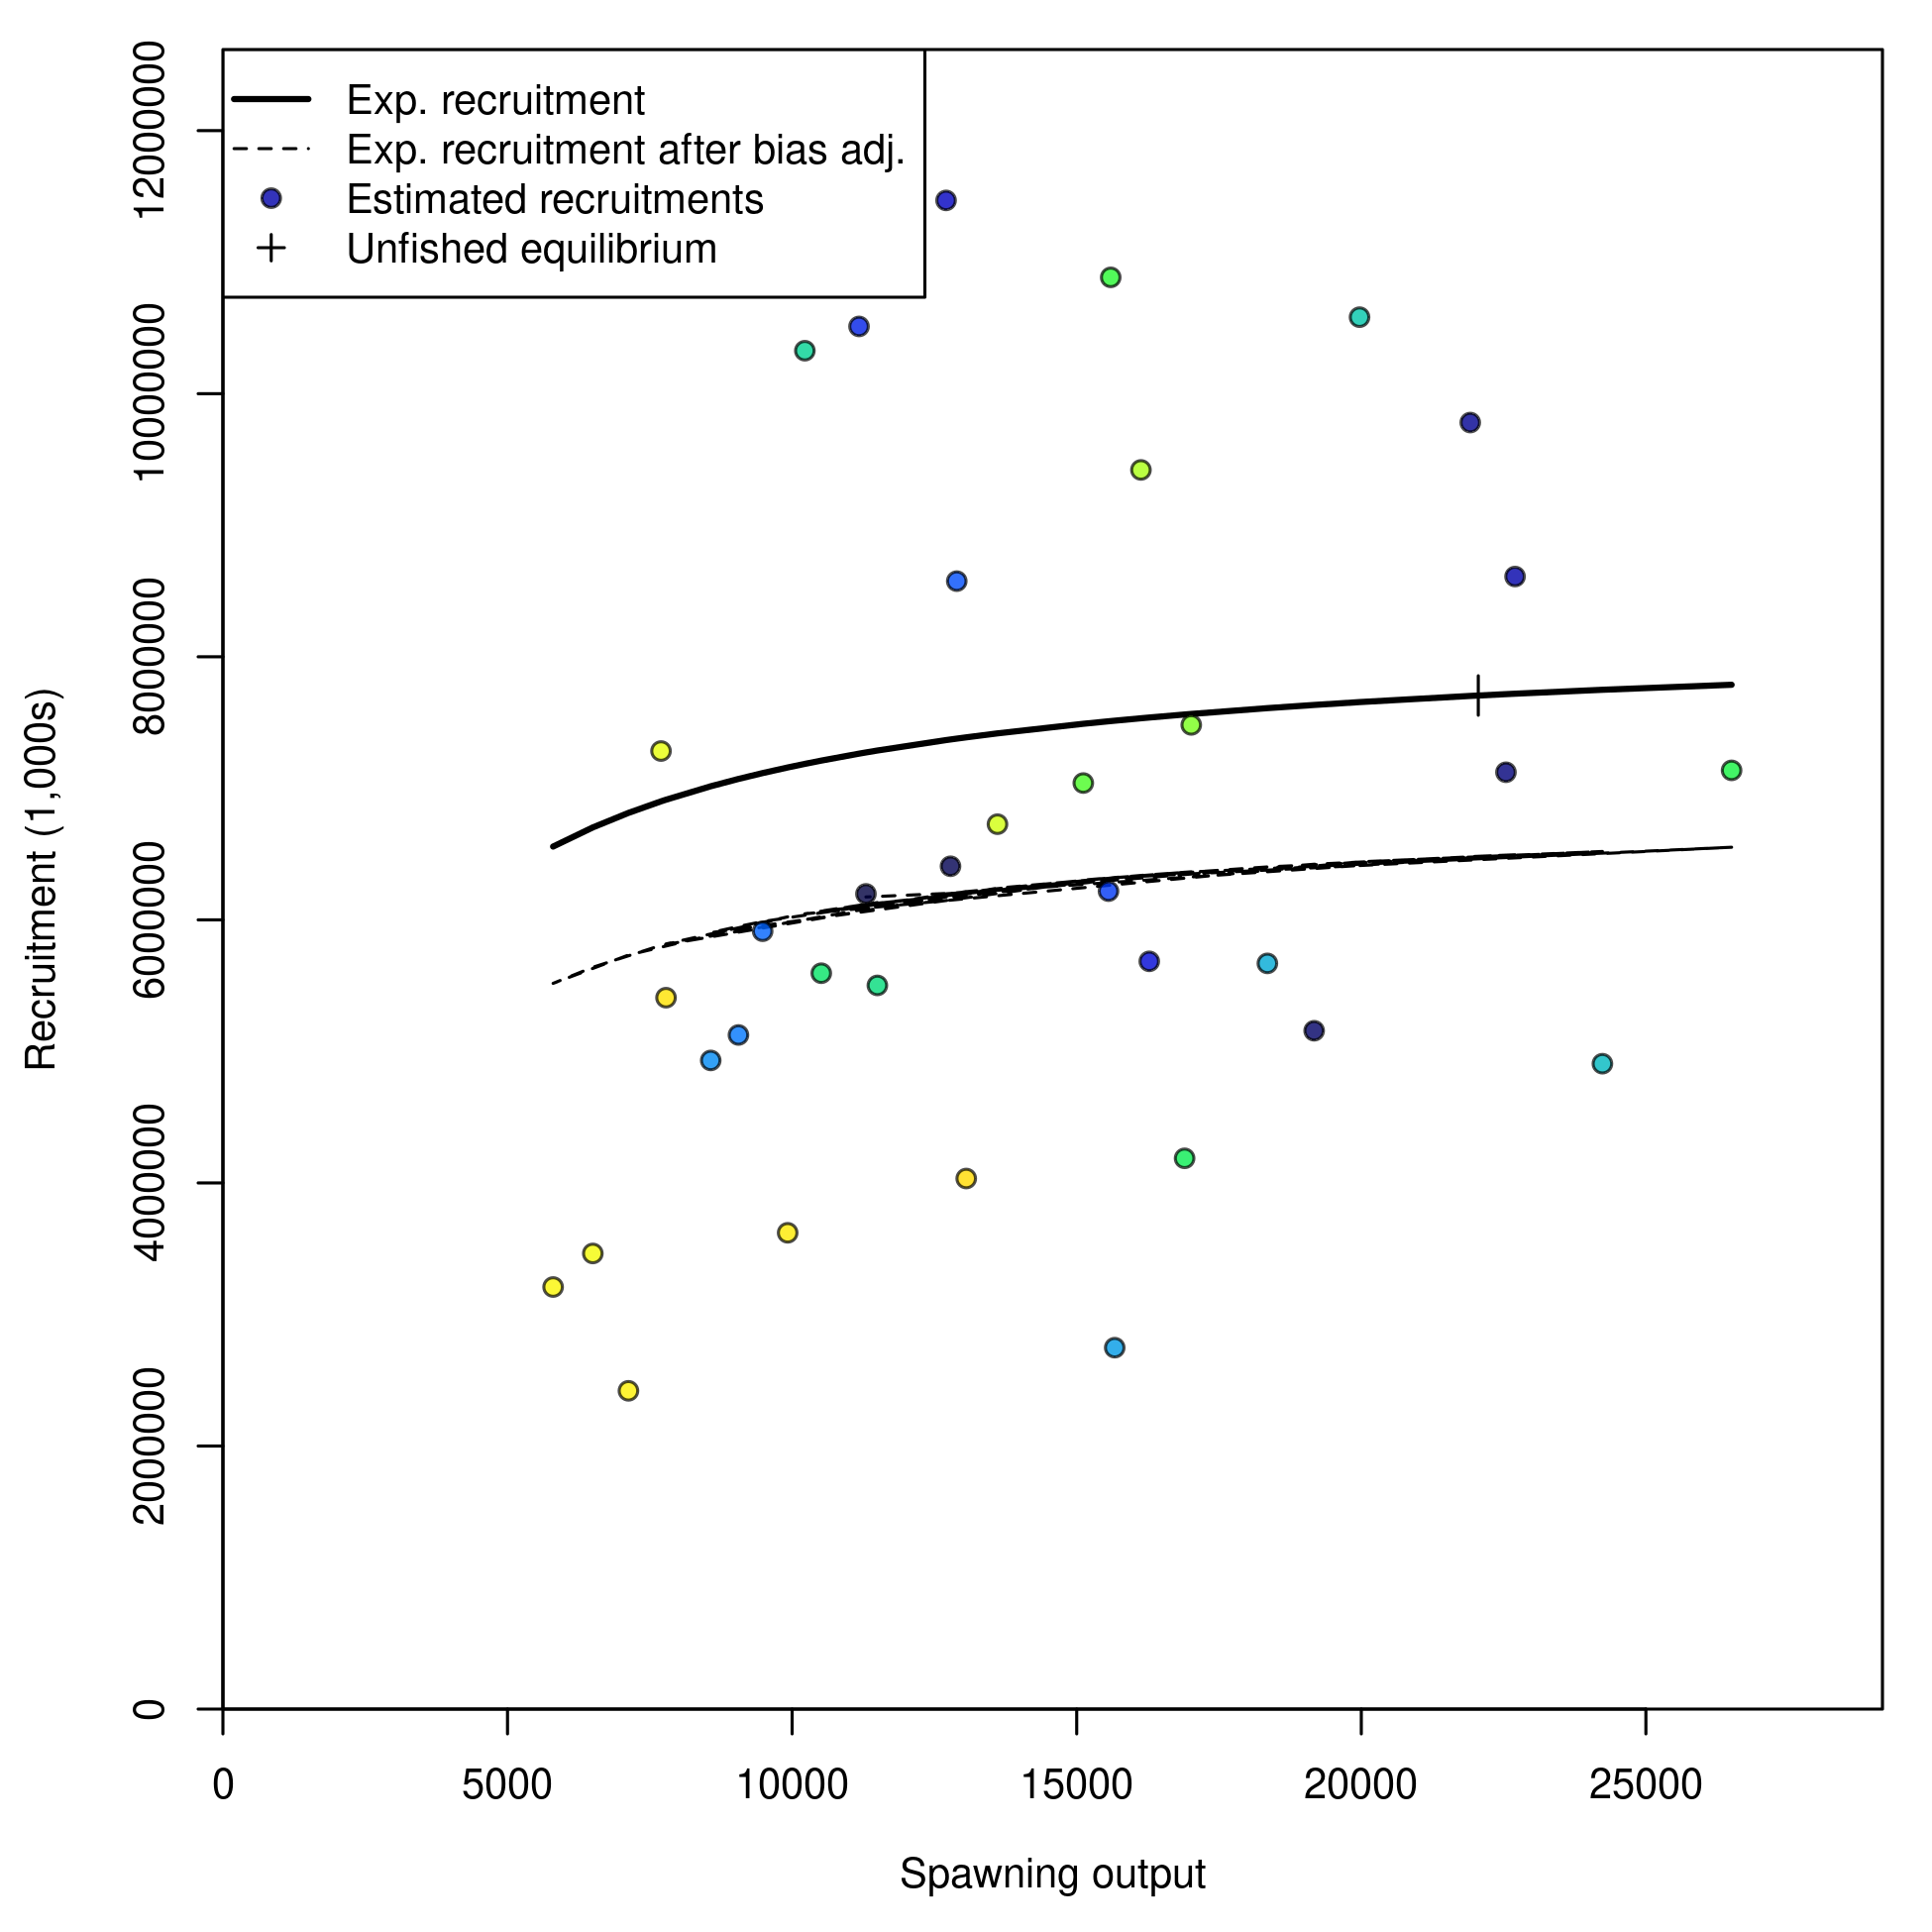 Exp. recruitment
Exp. recruitment after bias adj.
Estimated recruitments
Unfished equilibrium
Recruitment (1,000s)
12000000
10000000
8000000
6000000
4000000
2000000
0
0 5000 10000 15000 20000 25000
Spawning output